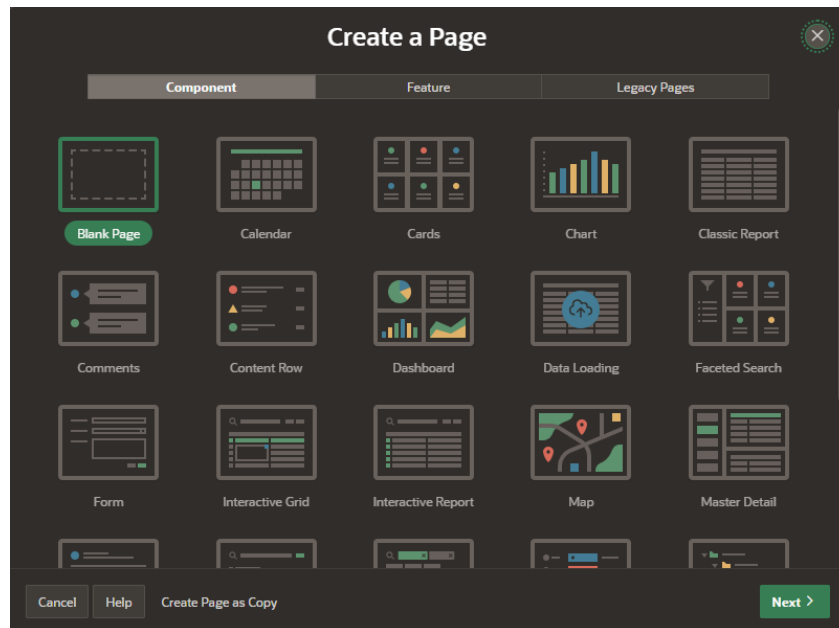 Create a Page
Component Feature Legacy Pages
Blank Page Calendar Cards Chart Classic Report
Comments Content Row Dashboard Data Loading Faceted Search
Form Interactive Grid Interactive Report Map Master Detail
Cancel Help Create Page as Copy Next